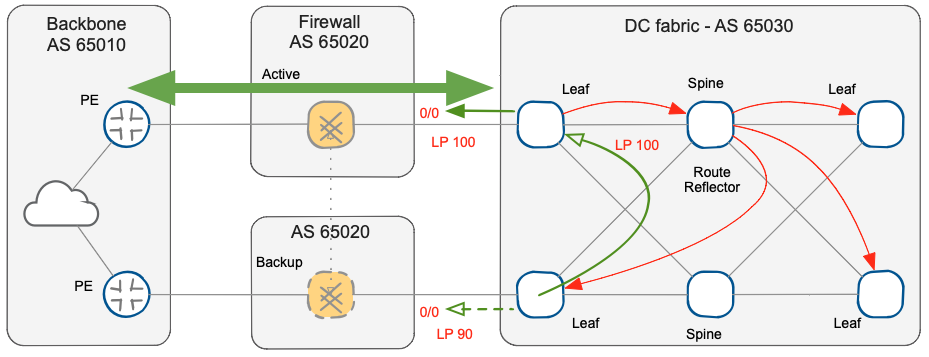 Backbone
AS 65010
Firewall
AS 65020
DC fabric - AS 65030
Active
PE
0/0
LP 100
Leaf
Spine
Leaf
LP 100
Route
Reflector
AS 65020
Backup
PE
0/0
LP 90
Leaf
Spine
Leaf